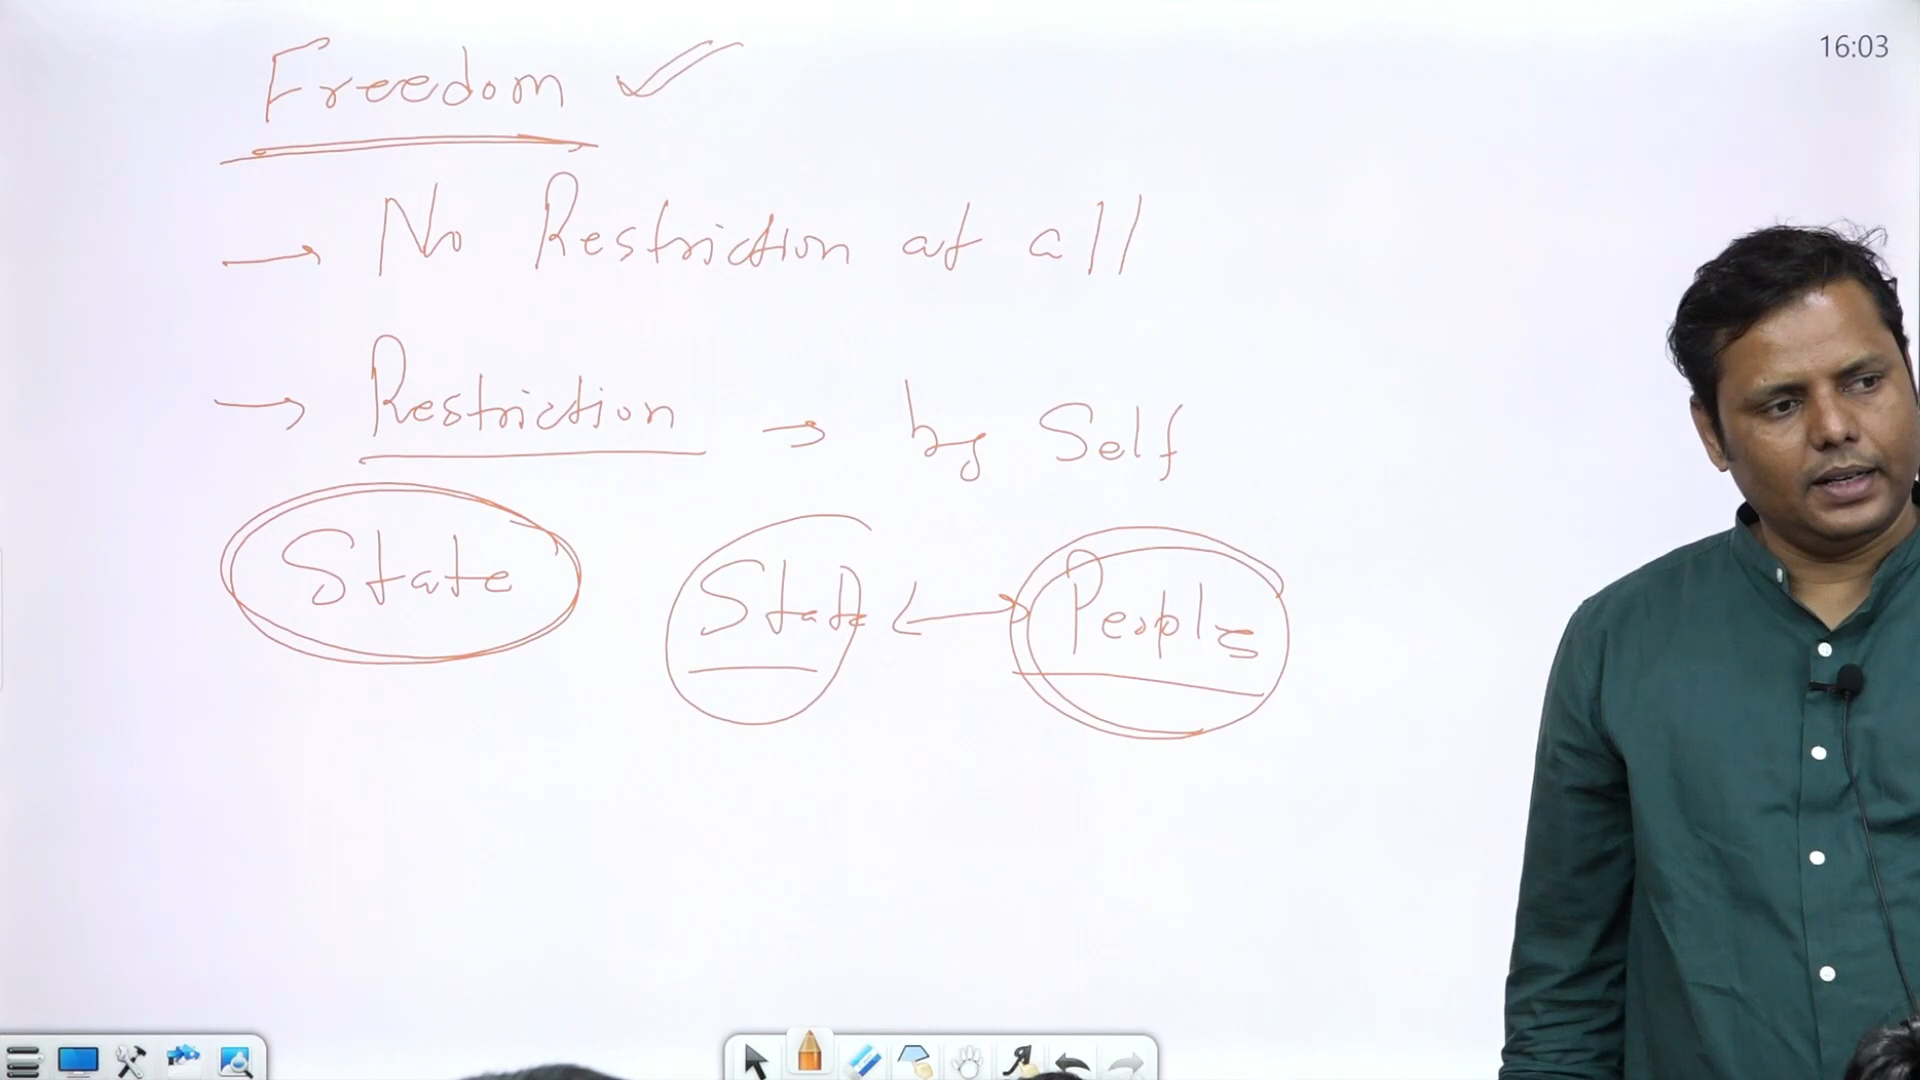 16:03
Freedom
→ No Restriction at all
→ Restriction → by Self
State State ↔ People